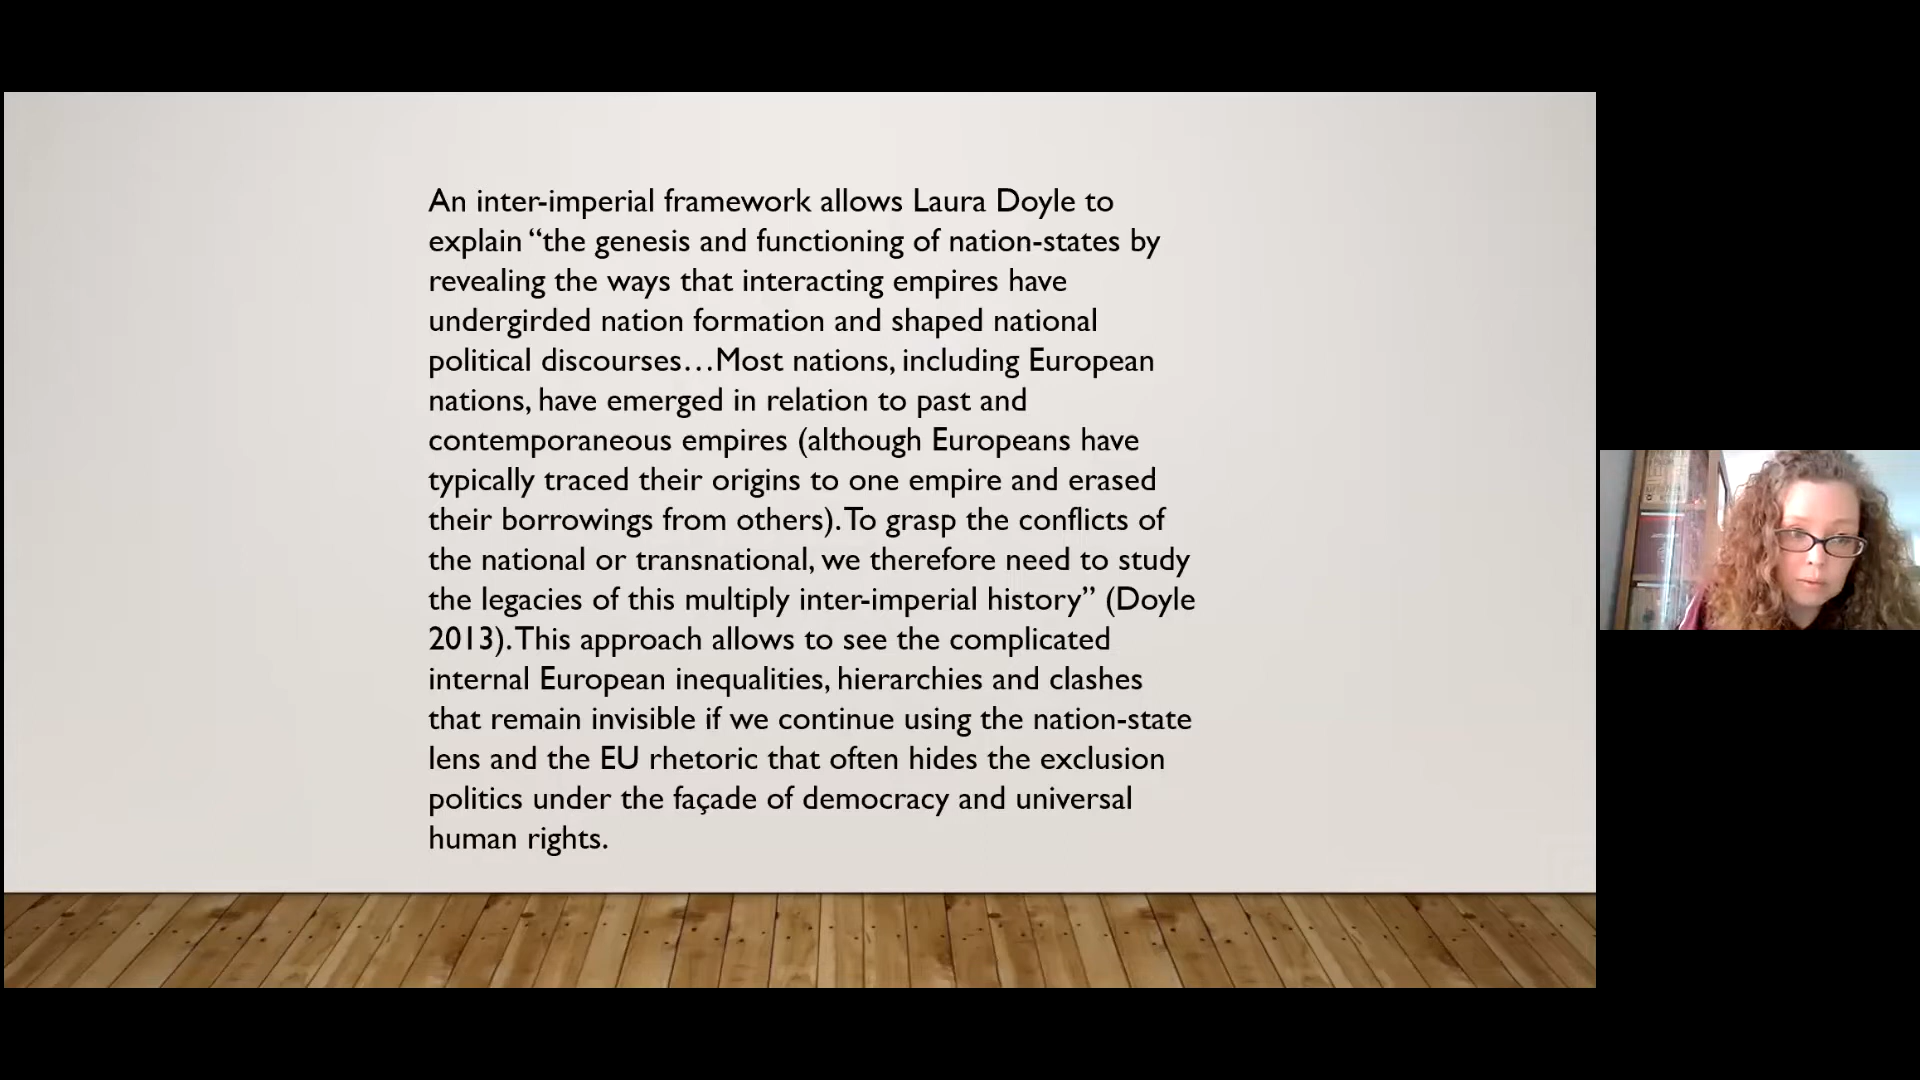 An inter-imperial framework allows Laura Doyle to
explain “the genesis and functioning of nation-states by
revealing the ways that interacting empires have
undergirded nation formation and shaped national
political discourses…Most nations, including European
nations, have emerged in relation to past and
contemporaneous empires (although Europeans have
typically traced their origins to one empire and erased
their borrowings from others). To grasp the conflicts of
the national or transnational, we therefore need to study
the legacies of this multiply inter-imperial history” (Doyle
2013). This approach allows to see the complicated
internal European inequalities, hierarchies and clashes
that remain invisible if we continue using the nation-state
lens and the EU rhetoric that often hides the exclusion
politics under the façade of democracy and universal
human rights.